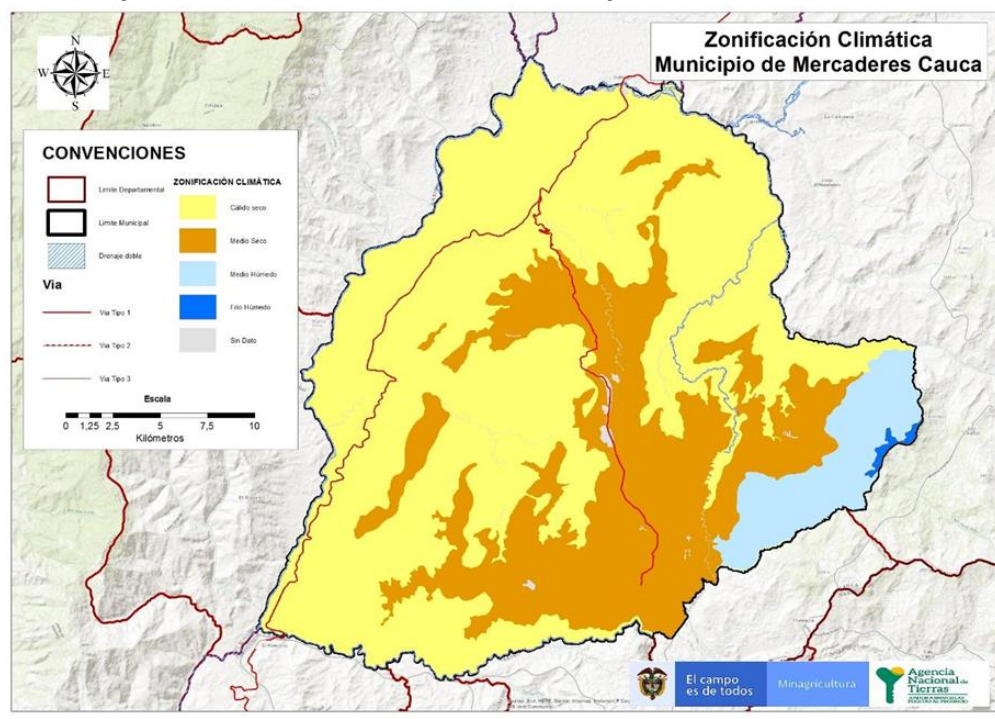 Zonificación Climática
Municipio de Mercaderes Cauca
N
W E
S
CONVENCIONES
Limite Departamental
Limite Municipal
Drenaje doble
Via
Via Tipo 1
Via Tipo 2
Via Tipo 3
ZONIFICACIÓN CLIMÁTICA
Cálido seco
Medio Seco
Medio Húmedo
Frio Húmedo
Sin Dato
Escala
0 1,25 2,5 5 7,5 10
Kilómetros
El campo
es de todos
Minagricultura
Agencia
Nacional de
Tierras